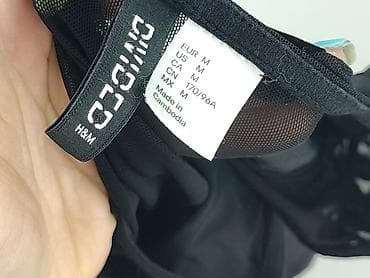 DIVIDED
H&M
EUR M
US M
CA M
CN 170/96A
MX M
Made in
Cambodia